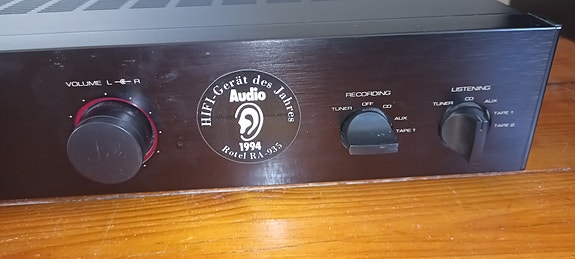 VOLUME L R
HIFI-Gerät des Jahres
Audio
1994
Rotel RA-935
RECORDING
TUNER OFF CD
AUX
TAPE 1
LISTENING
TUNER CD AUX
TAPE 1
TAPE 2